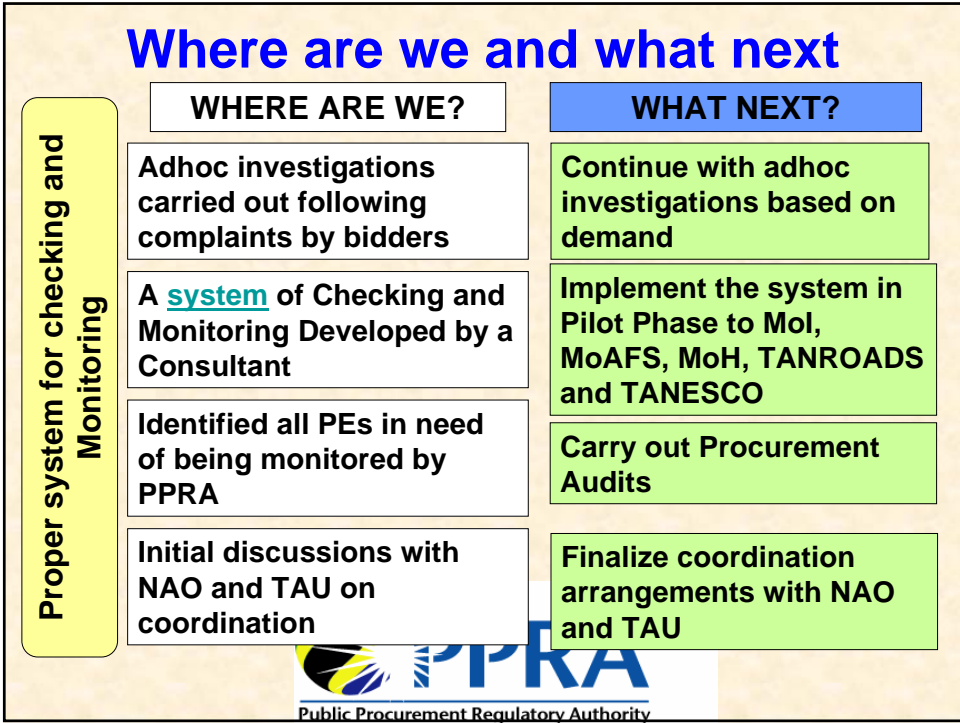 Where are we and what next
Proper system for checking and
Monitoring
WHERE ARE WE?
WHAT NEXT?
Adhoc investigations
carried out following
complaints by bidders
Continue with adhoc
investigations based on
demand
A system of Checking and
Monitoring Developed by a
Consultant
Implement the system in
Pilot Phase to MoI,
MoAFS, MoH, TANROADS
and TANESCO
Identified all PEs in need
of being monitored by
PPRA
Carry out Procurement
Audits
Initial discussions with
NAO and TAU on
coordination
Finalize coordination
arrangements with NAO
and TAU
PPRA
Public Procurement Regulatory Authority